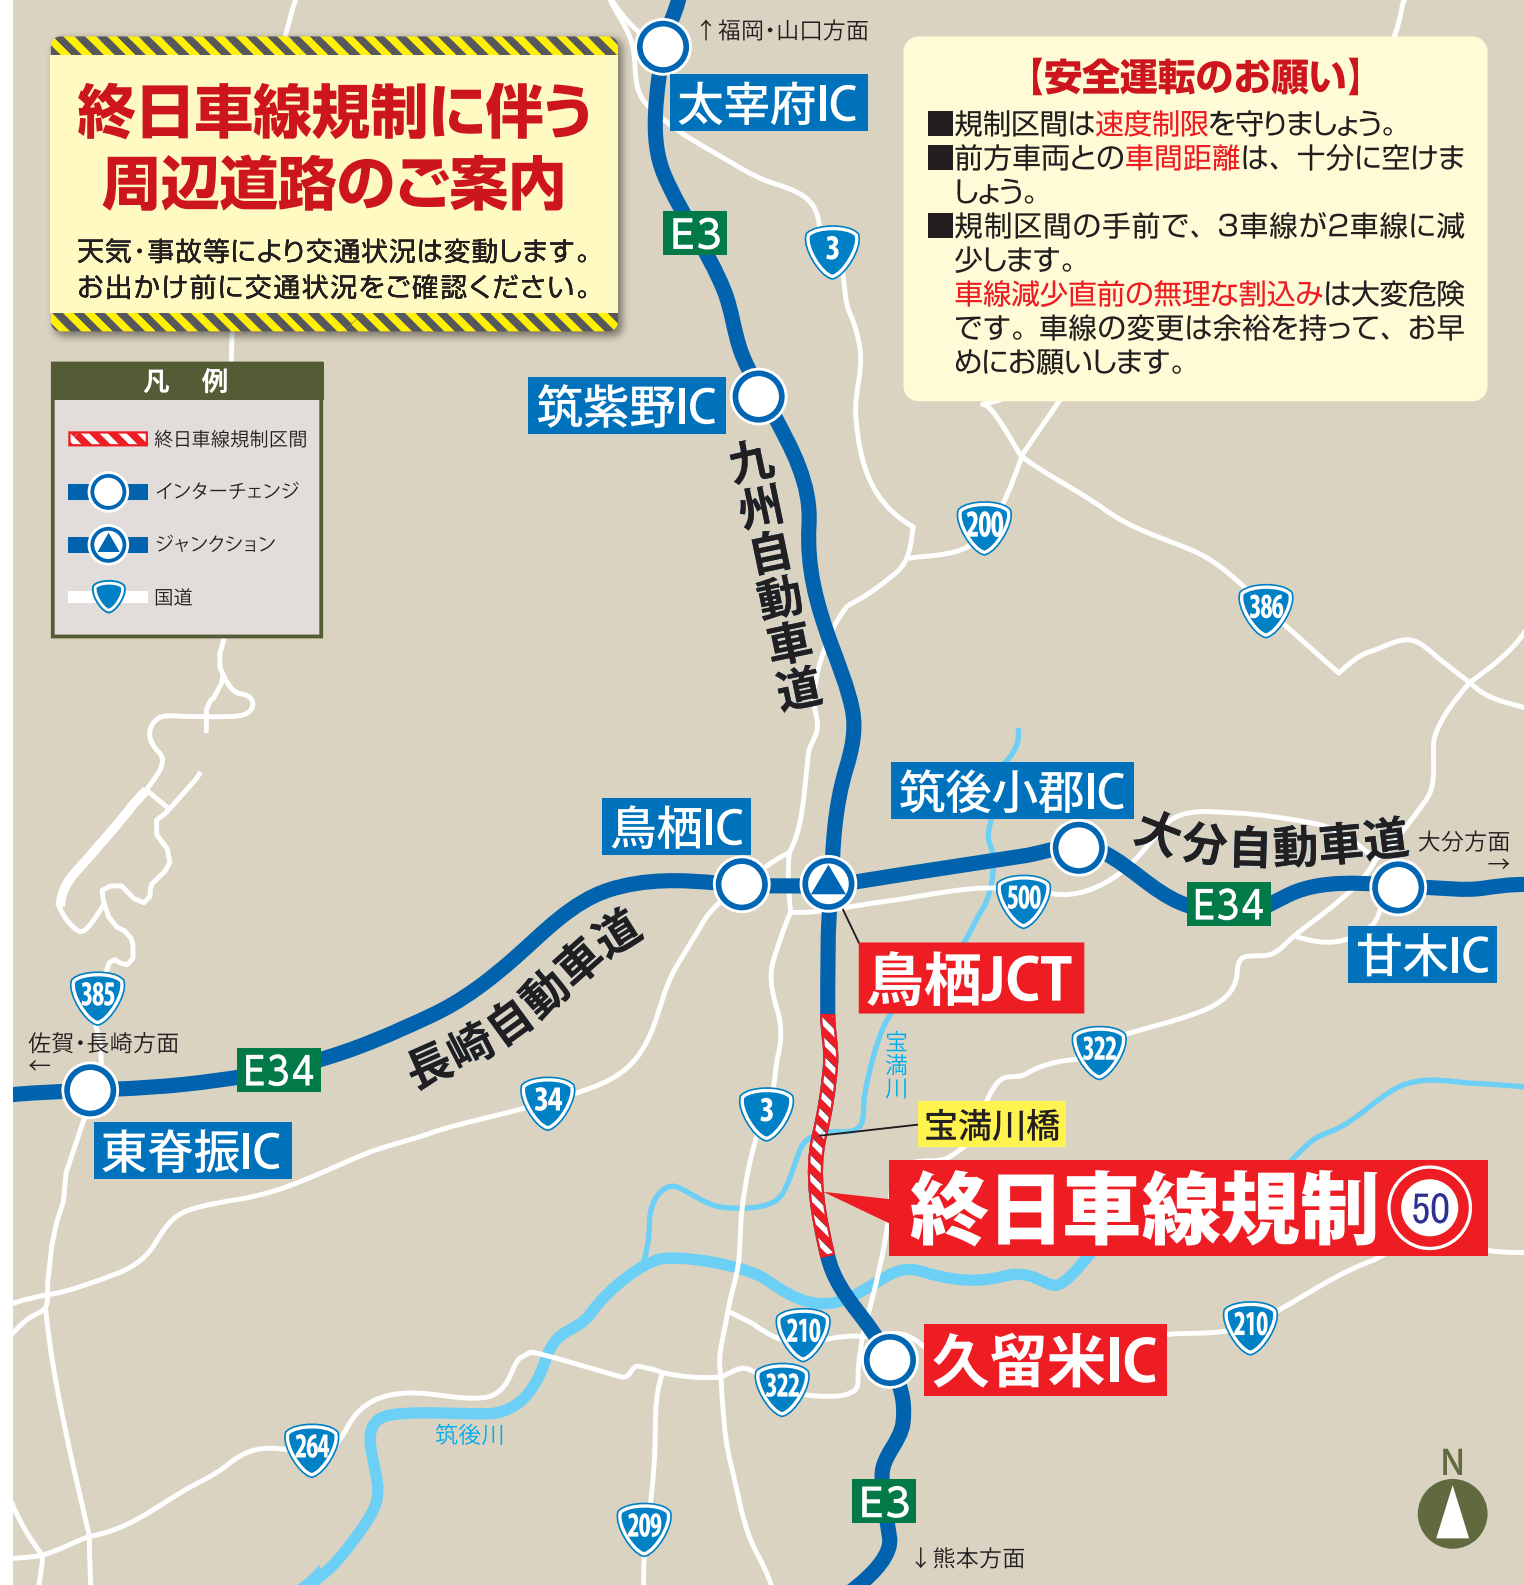 終日車線規制に伴う
周辺道路のご案内
天気・事故等により交通状況は変動します。
お出かけ前に交通状況をご確認ください。
↑福岡・山口方面
太宰府IC
【安全運転のお願い】
■規制区間は速度制限を守りましょう。
■前方車両との車間距離は、十分に空けま
しょう。
■規制区間の手前で、3車線が2車線に減
少します。
車線減少直前の無理な割込みは大変危険
です。車線の変更は余裕を持って、お早
めにお願いします。
E3
3
凡 例
終日車線規制区間
インターチェンジ
ジャンクション
国道
筑紫野IC
九州自動車道
200
386
筑後小郡IC
鳥栖IC
大分自動車道
大分方面
→
500
E34
甘木IC
長崎自動車道
鳥栖JCT
385
佐賀・長崎方面
←
E34
宝満川
322
34
3
宝満川橋
東脊振IC
終日車線規制
50
210
210
久留米IC
322
筑後川
264
N
E3
209
↓熊本方面